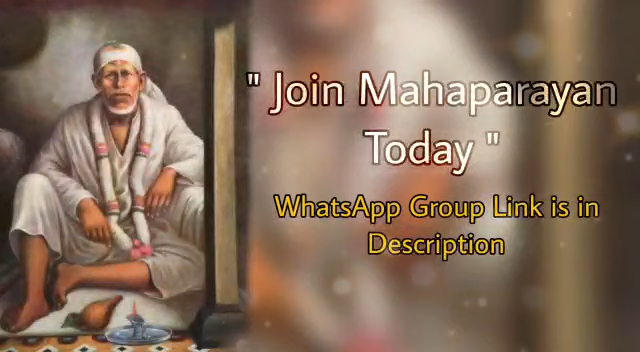 " Join Mahaparayan
Today "
WhatsApp Group Link is in
Description